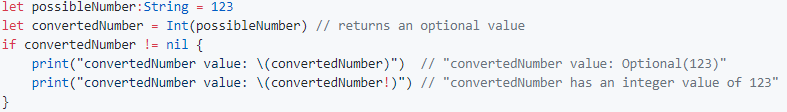 let possibleNumber:String = 123
let convertedNumber = Int(possibleNumber) // returns an optional value
if convertedNumber != nil {
    print("convertedNumber value: \(convertedNumber)")  // "convertedNumber value: Optional(123)"
    print("convertedNumber value: \(convertedNumber!)") // "convertedNumber has an integer value of 123"
}